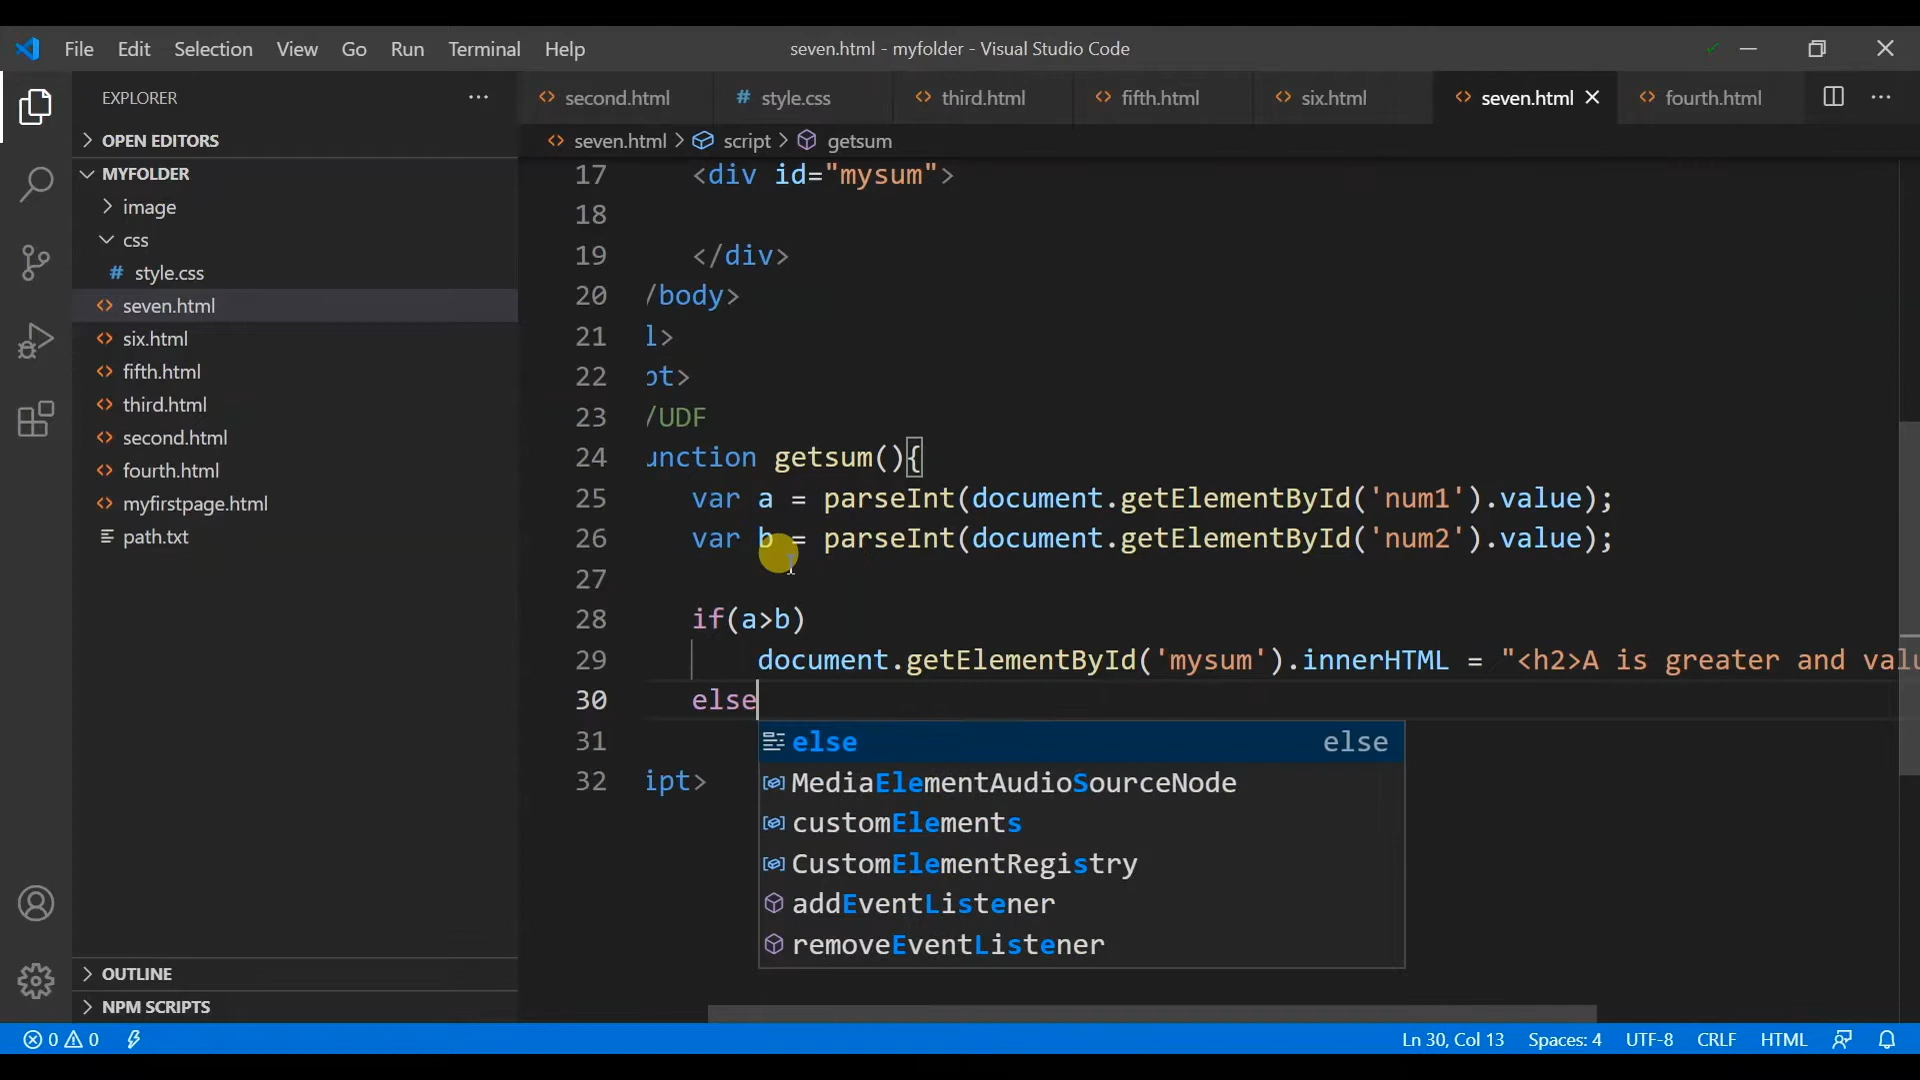 File Edit Selection View Go Run Terminal Help
seven.html - myfolder - Visual Studio Code
EXPLORER
OPEN EDITORS
MYFOLDER
image
css
# style.css
seven.html
six.html
fifth.html
third.html
second.html
fourth.html
myfirstpage.html
path.txt
OUTLINE
NPM SCRIPTS
second.html # style.css third.html fifth.html six.html seven.html fourth.html
seven.html > script > getsum
17 <div id="mysum">
18
19 </div>
20 /body>
21 l>
22 pt>
23 /UDF
24 unction getsum(){
25 var a = parseInt(document.getElementById('num1').value);
26 var b = parseInt(document.getElementById('num2').value);
27
28 if(a>b)
29 document.getElementById('mysum').innerHTML = "<h2>A is greater and valu
30 else
31
32 ipt>
else else
MediaElementAudioSourceNode
customElements
CustomElementRegistry
addEventListener
removeEventListener
0 0 Ln 30, Col 13 Spaces: 4 UTF-8 CRLF HTML